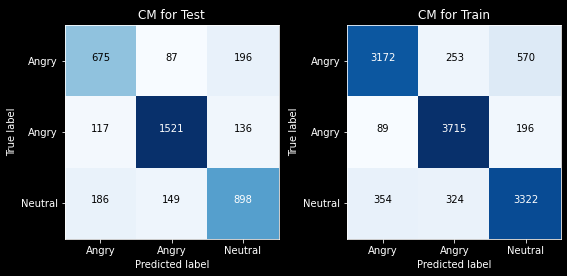 CM for Test
CM for Train
True label
Angry
675 87 196
Angry
117 1521 136
Neutral
186 149 898
Angry Angry Neutral
Predicted label
True label
Angry
3172 253 570
Angry
89 3715 196
Neutral
354 324 3322
Angry Angry Neutral
Predicted label